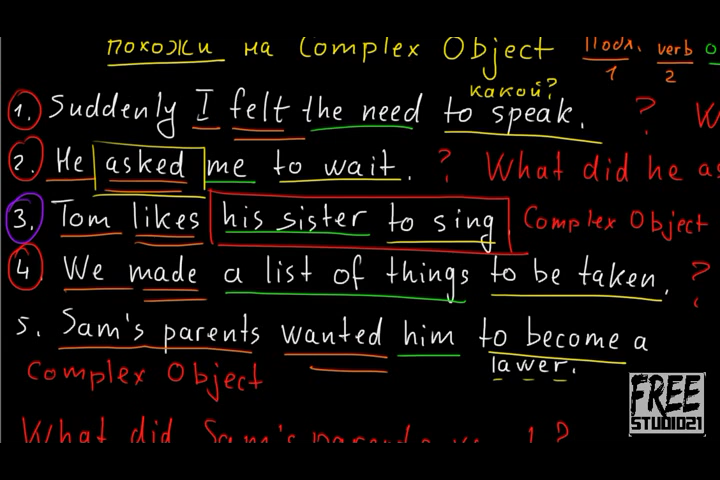 похожи на Complex Object Подл. verb
1 2
какой?
1. Suddenly I felt the need to speak. ?
2. He asked me to wait. ? What did he as
3. Tom likes his sister to sing. Complex Object
4 We made a list of things to be taken. ?
5. Sam's parents wanted him to become a
lawer.
Complex Object
What did Sam's
FREE
STUDIO21